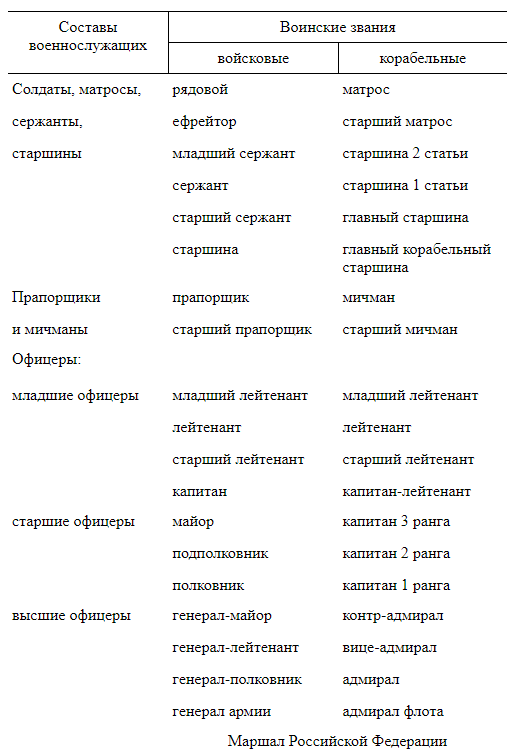 Составы Воинские звания
военнослужащих
войсковые корабельные
Солдаты, матросы, рядовой матрос
сержанты, ефрейтор старший матрос
старшины младший сержант старшина 2 статьи
сержант старшина 1 статьи
старший сержант главный старшина
старшина главный корабельный
старшина
Прапорщики прапорщик мичман
и мичманы старший прапорщик старший мичман
Офицеры:
младшие офицеры младший лейтенант младший лейтенант
лейтенант лейтенант
старший лейтенант старший лейтенант
капитан капитан-лейтенант
старшие офицеры майор капитан 3 ранга
подполковник капитан 2 ранга
полковник капитан 1 ранга
высшие офицеры генерал-майор контр-адмирал
генерал-лейтенант вице-адмирал
генерал-полковник адмирал
генерал армии адмирал флота
Маршал Российской Федерации